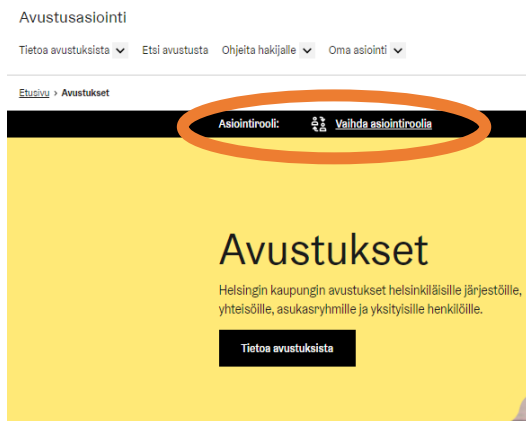 Avustusasiointi
Tietoa avustuksista Etsi avustusta Ohjeita hakijalle Oma asiointi
Etusivu > Avustukset
Asiointirooli: Vaihda asiointiroolia
Avustukset
Helsingin kaupungin avustukset helsinkiläisille järjestöille,
yhteisöille, asukasryhmille ja yksityisille henkilöille.
Tietoa avustuksista